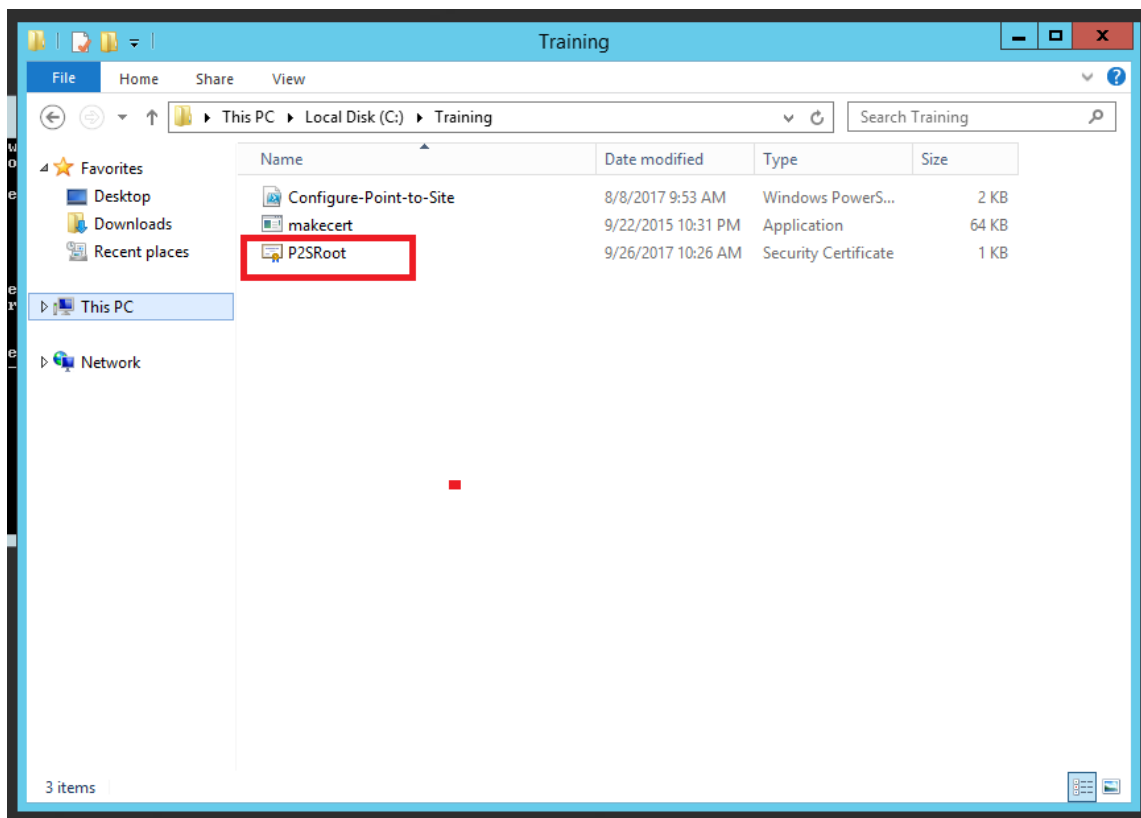 Training
File Home Share View
This PC Local Disk (C:) Training Search Training
Favorites
Desktop
Downloads
Recent places
This PC
Network
Name Date modified Type Size
Configure-Point-to-Site 8/8/2017 9:53 AM Windows PowerS... 2 KB
makecert 9/22/2015 10:31 PM Application 64 KB
P2SRoot 9/26/2017 10:26 AM Security Certificate 1 KB
3 items